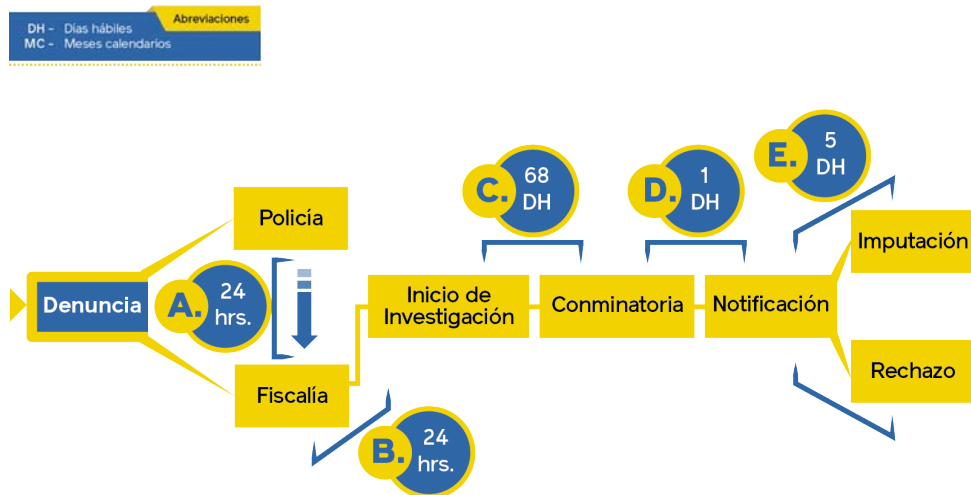 Abreviaciones
DH - Días hábiles
MC - Meses calendarios
Denuncia
A.
24
hrs.
Policía
Fiscalía
B.
24
hrs.
Inicio de
Investigación
C.
68
DH
Conminatoria
D.
1
DH
Notificación
E.
5
DH
Imputación
Rechazo